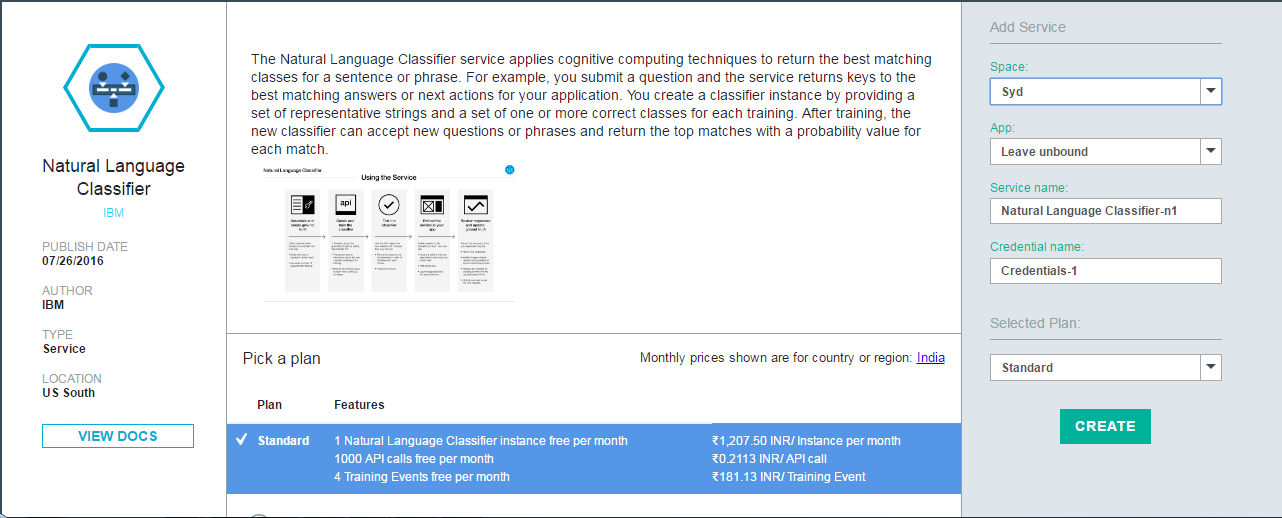 Natural Language
Classifier
IBM
PUBLISH DATE
07/26/2016
AUTHOR
IBM
TYPE
Service
LOCATION
US South
VIEW DOCS
The Natural Language Classifier service applies cognitive computing techniques to return the best matching
classes for a sentence or phrase. For example, you submit a question and the service returns keys to the
best matching answers or next actions for your application. You create a classifier instance by providing a
set of representative strings and a set of one or more correct classes for each training. After training, the
new classifier can accept new questions or phrases and return the top matches with a probability value for
each match.
Natural Language Classifier
Using the Service
api
Pick a plan
Monthly prices shown are for country or region: India
Plan Features
Standard 1 Natural Language Classifier instance free per month ₹1,207.50 INR/ Instance per month
1000 API calls free per month ₹0.2113 INR/ API call
4 Training Events free per month ₹181.13 INR/ Training Event
Add Service
Space:
Syd
App:
Leave unbound
Service name:
Natural Language Classifier-n1
Credential name:
Credentials-1
Selected Plan:
Standard
CREATE